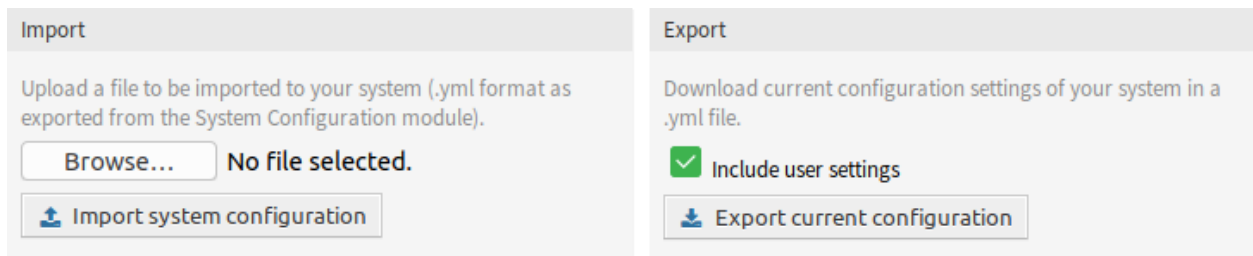 Import
Upload a file to be imported to your system (.yml format as
exported from the System Configuration module).
Browse... No file selected.
Import system configuration
Export
Download current configuration settings of your system in a
.yml file.
Include user settings
Export current configuration